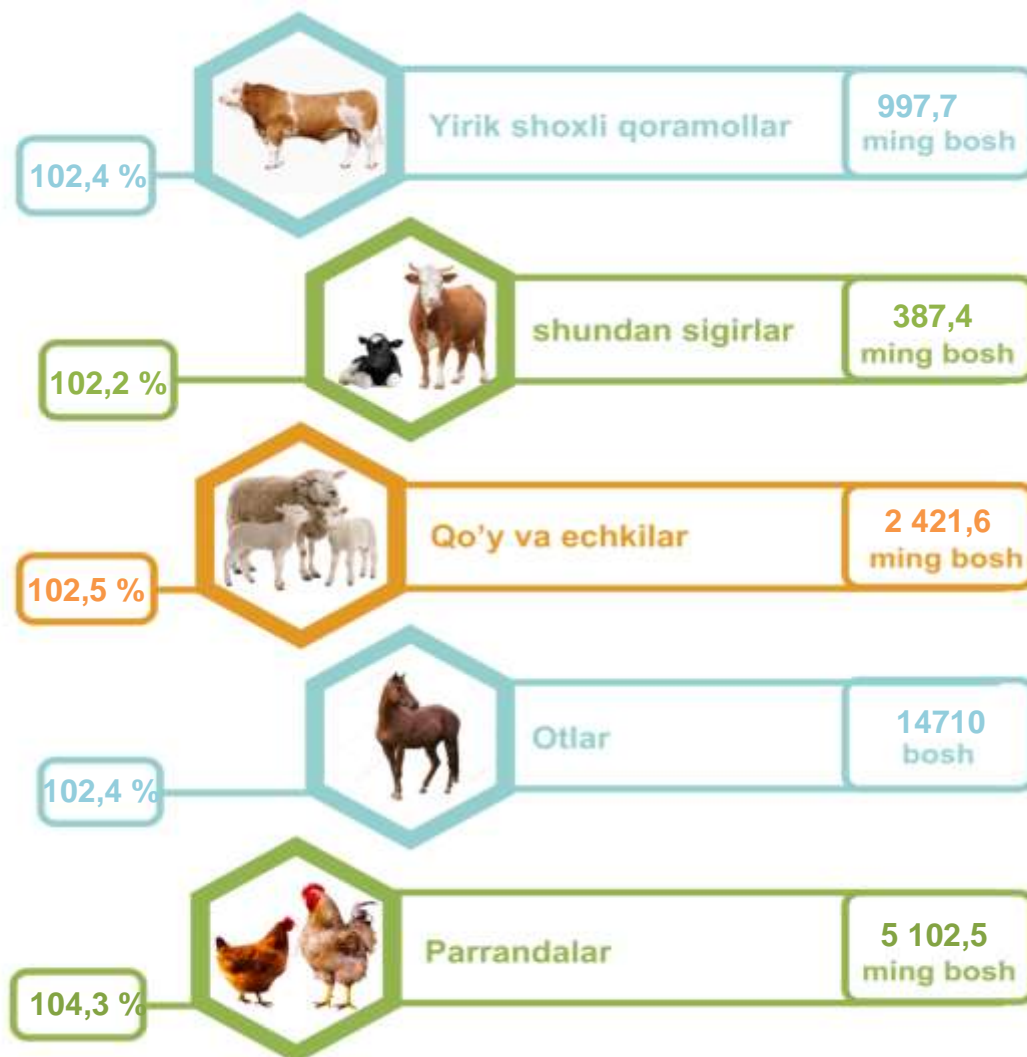 Yirik shoxli qoramollar
997,7
ming bosh
102,4 %
shundan sigirlar
387,4
ming bosh
102,2 %
Qo'y va echkilar
2 421,6
ming bosh
102,5 %
Otlar
14710
bosh
102,4 %
Parrandalar
5 102,5
ming bosh
104,3 %